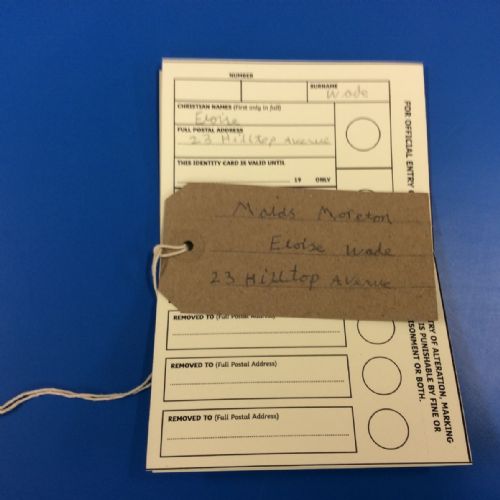 NUMBER
SURNAME
Wade
CHRISTIAN NAMES (First only in full)
Eloise
FULL POSTAL ADDRESS
23 Hilltop Avenue
THIS IDENTITY CARD IS VALID UNTIL
19 ONLY
Maids Moreton
Eloise Wade
23 Hilltop Avenue
REMOVED TO (Full Postal Address)
REMOVED TO (Full Postal Address)
REMOVED TO (Full Postal Address)
FOR OFFICIAL ENTRY
TRY OF ALTERATION, MARKING
IS PUNISHABLE BY FINE OR
ISONMENT OR BOTH.